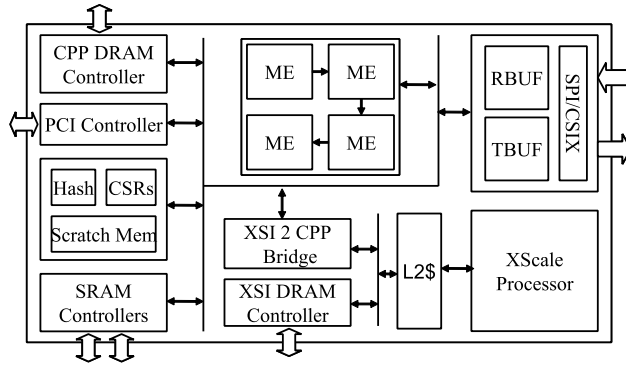 CPP DRAM
Controller
PCI Controller
Hash
CSRs
Scratch Mem
SRAM
Controllers
ME
ME
ME
ME
XSI 2 CPP
Bridge
XSI DRAM
Controller
L2$
RBUF
TBUF
SPI/CSIX
XScale
Processor